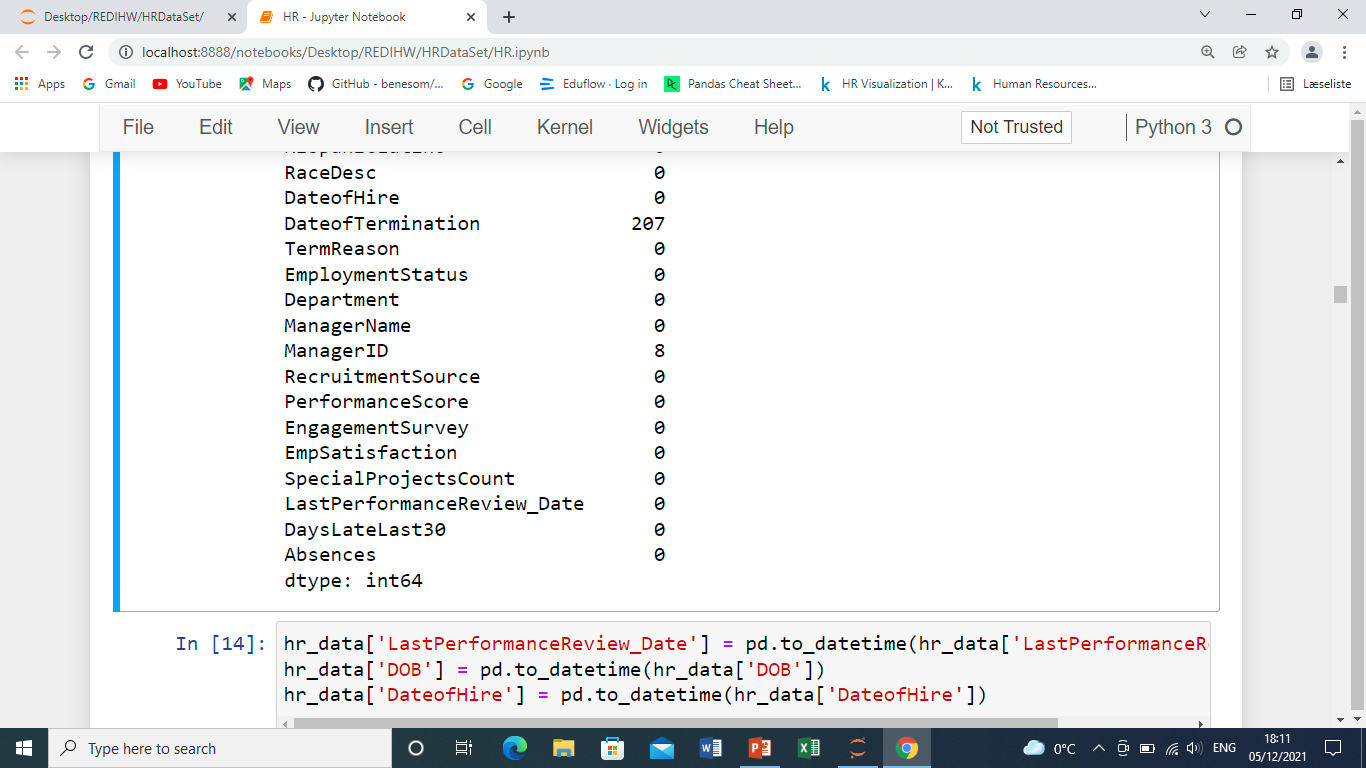 Desktop/REDIHW/HRDataSet/
HR - Jupyter Notebook
localhost:8888/notebooks/Desktop/REDIHW/HRDataSet/HR.ipynb
Apps Gmail YouTube Maps GitHub - benesom/... Google Eduflow · Log in Pandas Cheat Sheet... HR Visualization | K... Human Resources... Læseliste
File Edit View Insert Cell Kernel Widgets Help Not Trusted Python 3
RaceDesc 0
DateofHire 0
DateofTermination 207
TermReason 0
EmploymentStatus 0
Department 0
ManagerName 0
ManagerID 8
RecruitmentSource 0
PerformanceScore 0
EngagementSurvey 0
EmpSatisfaction 0
SpecialProjectsCount 0
LastPerformanceReview_Date 0
DaysLateLast30 0
Absences 0
dtype: int64
In [14]: hr_data['LastPerformanceReview_Date'] = pd.to_datetime(hr_data['LastPerformanceR
hr_data['DOB'] = pd.to_datetime(hr_data['DOB'])
hr_data['DateofHire'] = pd.to_datetime(hr_data['DateofHire'])
Type here to search
0°C
ENG
18:11
05/12/2021